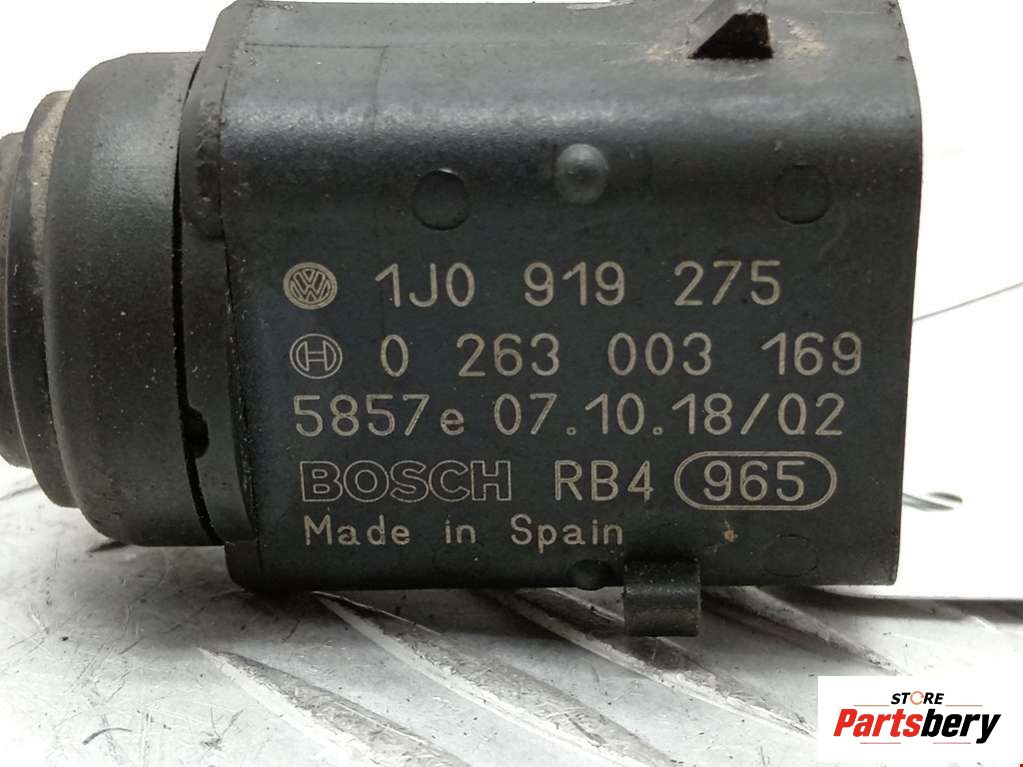 1J0 919 275
0 263 003 169
5857e 07.10.18/02
BOSCH RB4 965
Made in Spain
STORE
Partsbery